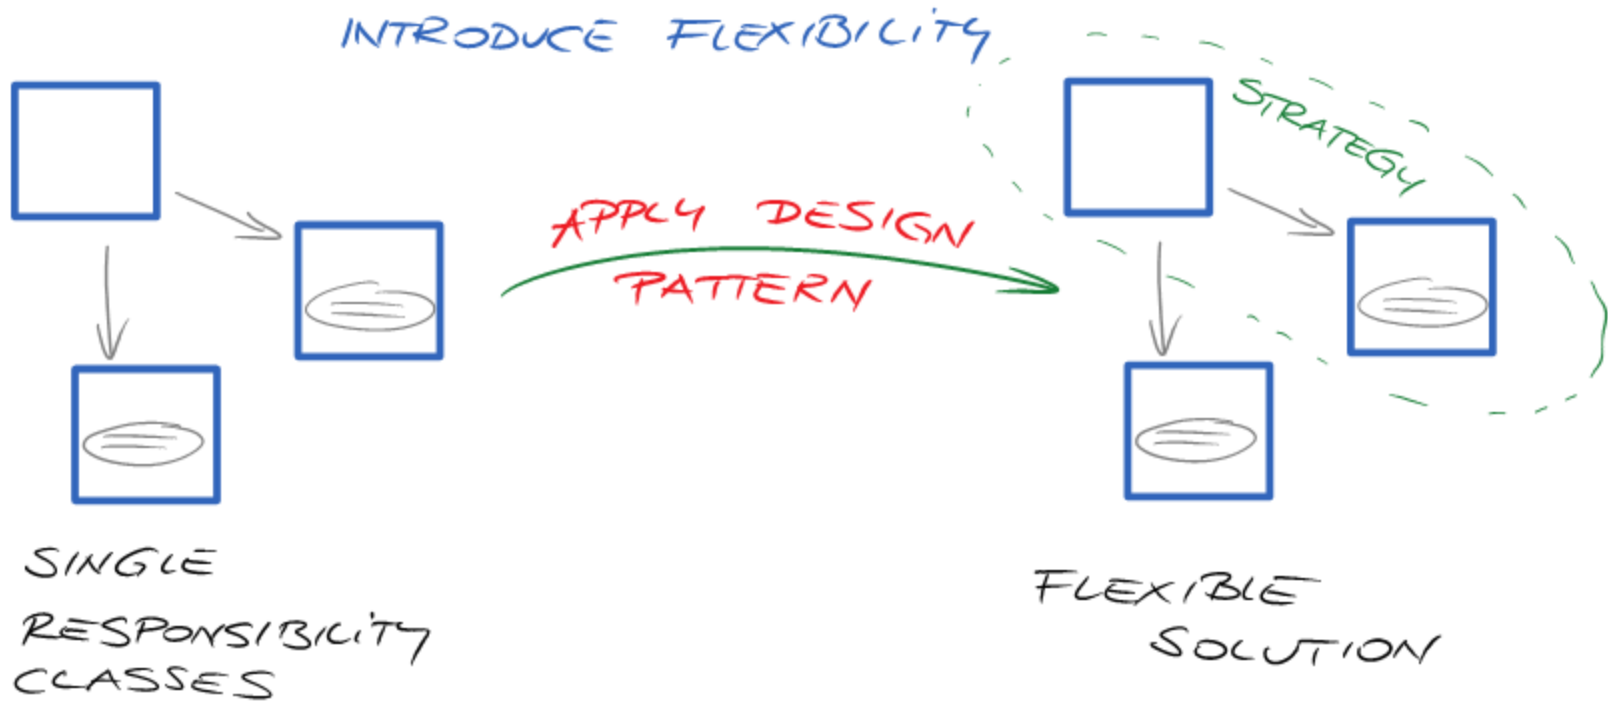 INTRODUCE FLEXIBILITY
STRATEGY
APPLY DESIGN
PATTERN
SINGLE
RESPONSIBILITY
CLASSES
FLEXIBLE
SOLUTION